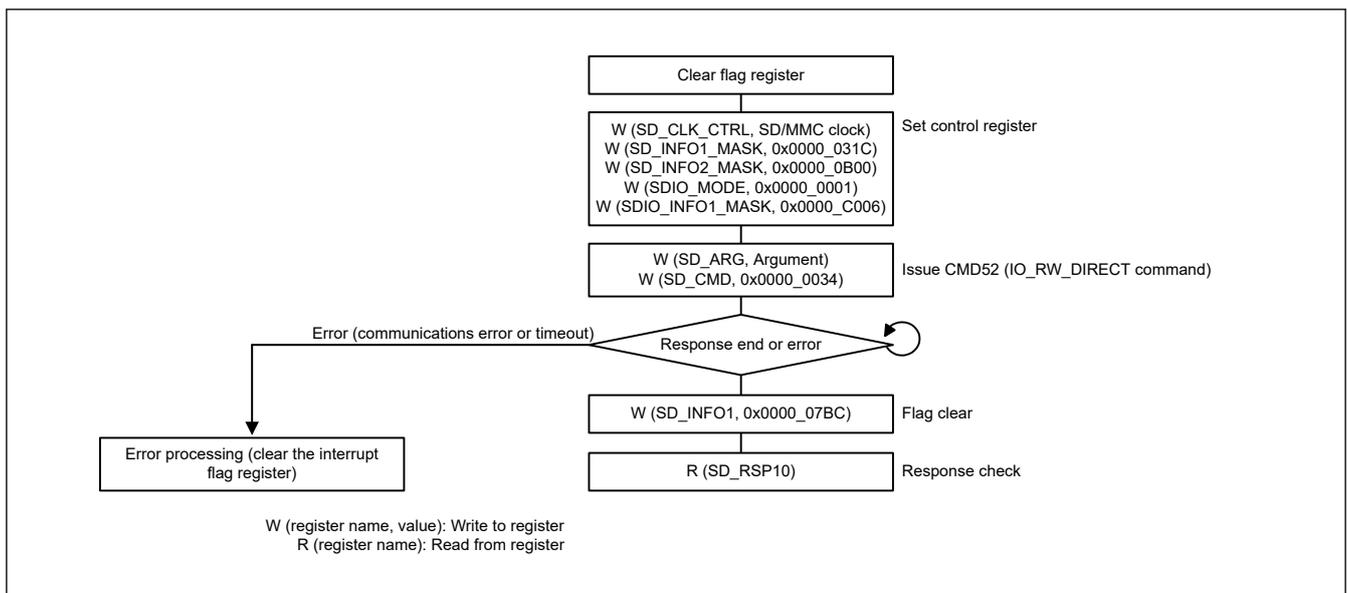 Clear flag register
W (SD_CLK_CTRL, SD/MMC clock)
W (SD_INFO1_MASK, 0x0000_031C)
W (SD_INFO2_MASK, 0x0000_0B00)
W (SDIO_MODE, 0x0000_0001)
W (SDIO_INFO1_MASK, 0x0000_C006)
Set control register
W (SD_ARG, Argument)
W (SD_CMD, 0x0000_0034)
Issue CMD52 (IO_RW_DIRECT command)
Error (communications error or timeout)
Response end or error
W (SD_INFO1, 0x0000_07BC)
Flag clear
Error processing (clear the interrupt
flag register)
R (SD_RSP10)
Response check
W (register name, value): Write to register
R (register name): Read from register